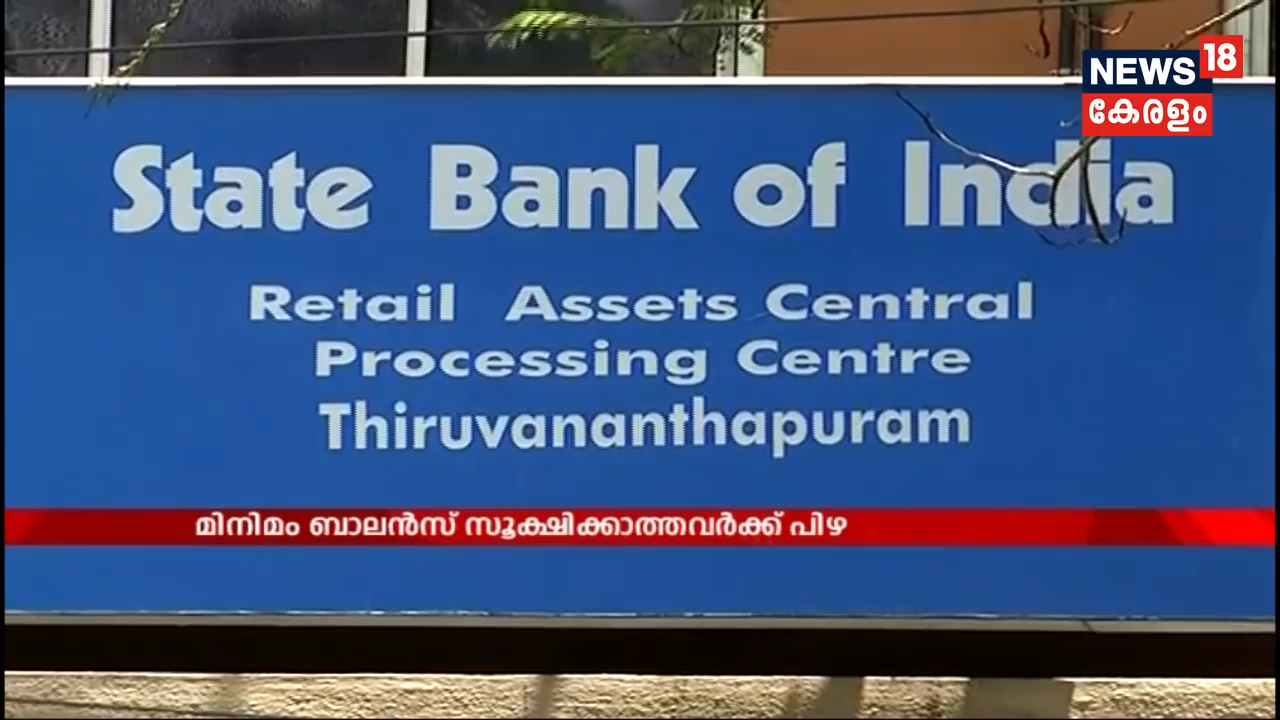 NEWS 18
കേരളം
State Bank of India
Retail Assets Central
Processing Centre
Thiruvananthapuram
മിനിമം ബാലൻസ് സൂക്ഷിക്കാത്തവർക്ക് പിഴ